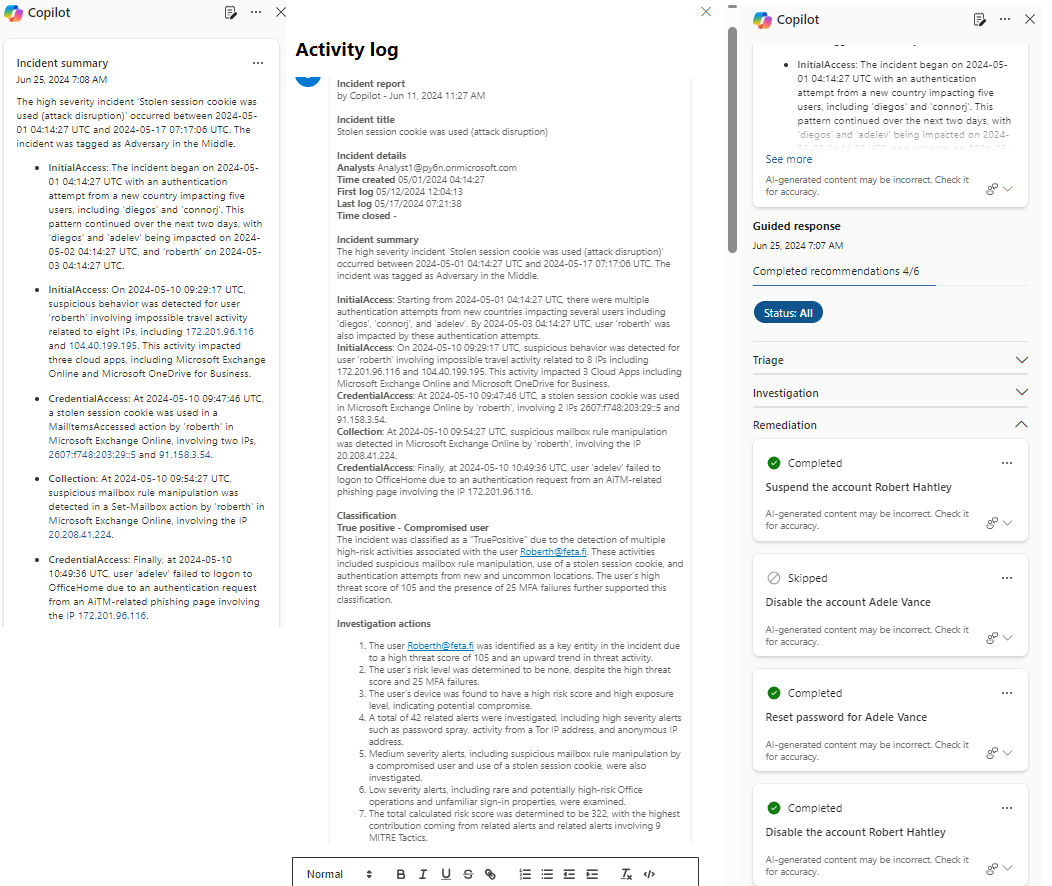 Copilot
Incident summary
Jun 25, 2024 7:08 AM
The high severity incident 'Stolen session cookie was
used (attack disruption)' occurred between 2024-05-
01 04:14:27 UTC and 2024-05-17 07:17:06 UTC. The
incident was tagged as Adversary in the Middle.
• InitialAccess: The incident began on 2024-05-
01 04:14:27 UTC with an authentication
attempt from a new country impacting five
users, including 'diegos' and 'connorj'. This
pattern continued over the next two days, with
'diegos' and 'adelev' being impacted on 2024-
05-02 04:14:27 UTC, and 'roberth' on 2024-05-
03 04:14:27 UTC.
• InitialAccess: On 2024-05-10 09:29:17 UTC,
suspicious behavior was detected for user
'roberth' involving impossible travel activity
related to eight IPs, including 172.201.96.116
and 104.40.199.195. This activity impacted
three cloud apps, including Microsoft Exchange
Online and Microsoft OneDrive for Business.
• CredentialAccess: At 2024-05-10 09:47:46 UTC,
a stolen session cookie was used in a
MailItemsAccessed action by 'roberth' in
Microsoft Exchange Online, involving two IPs,
2607:f748:203:29::5 and 91.158.3.54.
• Collection: At 2024-05-10 09:54:27 UTC,
suspicious mailbox rule manipulation was
detected in a Set-Mailbox action by 'roberth' in
Microsoft Exchange Online, involving the IP
20.208.41.224.
• CredentialAccess: Finally, at 2024-05-10
10:49:36 UTC, user 'adelev' failed to logon to
OfficeHome due to an authentication request
from an AiTM-related phishing page involving
the IP 172.201.96.116.
Activity log
Incident report
by Copilot - Jun 11, 2024 11:27 AM
Incident title
Stolen session cookie was used (attack disruption)
Incident details
Analysts Analyst1@py6n.onmicrosoft.com
Time created 05/01/2024 04:14:27
First log 05/12/2024 12:04:13
Last log 05/17/2024 07:21:38
Time closed -
Incident summary
The high severity incident 'Stolen session cookie was used (attack disruption)'
occurred between 2024-05-01 04:14:27 UTC and 2024-05-17 07:17:06 UTC. The
incident was tagged as Adversary in the Middle.
InitialAccess: Starting from 2024-05-01 04:14:27 UTC, there were multiple
authentication attempts from new countries impacting several users including
'diegos', 'connorj', and 'adelev'. By 2024-05-03 04:14:27 UTC, user 'roberth' was
also impacted by these authentication attempts.
InitialAccess: On 2024-05-10 09:29:17 UTC, suspicious behavior was detected for
user 'roberth' involving impossible travel activity related to 8 IPs including
172.201.96.116 and 104.40.199.195. This activity impacted 3 Cloud Apps including
Microsoft Exchange Online and Microsoft OneDrive for Business.
CredentialAccess: At 2024-05-10 09:47:46 UTC, a stolen session cookie was used
in Microsoft Exchange Online by 'roberth', involving 2 IPs 2607:f748:203:29::5 and
91.158.3.54.
Collection: At 2024-05-10 09:54:27 UTC, suspicious mailbox rule manipulation
was detected in Microsoft Exchange Online by 'roberth', involving the IP
20.208.41.224.
CredentialAccess: Finally, at 2024-05-10 10:49:36 UTC, user 'adelev' failed to
logon to OfficeHome due to an authentication request from an AiTM-related
phishing page involving the IP 172.201.96.116.
Classification
True positive - Compromised user
The incident was classified as a "TruePositive" due to the detection of multiple
high-risk activities associated with the user Roberth@feta.fi. These activities
included suspicious mailbox rule manipulation, use of a stolen session cookie, and
authentication attempts from new and uncommon locations. The user's high
threat score of 105 and the presence of 25 MFA failures further supported this
classification.
Investigation actions
1. The user Roberth@feta.fi was identified as a key entity in the incident due
to a high threat score of 105 and an upward trend in threat activity.
2. The user's risk level was determined to be none, despite the high threat
score and 25 MFA failures.
3. The user's device was found to have a high risk score and high exposure
level, indicating potential compromise.
4. A total of 42 related alerts were investigated, including high severity alerts
such as password spray, activity from a Tor IP address, and anonymous IP
address.
5. Medium severity alerts, including suspicious mailbox rule manipulation by
a compromised user and use of a stolen session cookie, were also
investigated.
6. Low severity alerts, including rare and potentially high-risk Office
operations and unfamiliar sign-in properties, were examined.
7. The total calculated risk score was determined to be 322, with the highest
contribution coming from related alerts and related alerts involving 9
MITRE Tactics.
Normal B I U S
Copilot
• InitialAccess: The incident began on 2024-05-
01 04:14:27 UTC with an authentication
attempt from a new country impacting five
users, including 'diegos' and 'connorj'. This
pattern continued over the next two days, with
'diegos' and 'adelev' being impacted on 2024-
See more
AI-generated content may be incorrect. Check it
for accuracy.
Guided response
Jun 25, 2024 7:07 AM
Completed recommendations 4/6
Status: All
Triage
Investigation
Remediation
Completed
Suspend the account Robert Hahtley
AI-generated content may be incorrect. Check it
for accuracy.
Skipped
Disable the account Adele Vance
AI-generated content may be incorrect. Check it
for accuracy.
Completed
Reset password for Adele Vance
AI-generated content may be incorrect. Check it
for accuracy.
Completed
Disable the account Robert Hahtley
AI-generated content may be incorrect. Check it
for accuracy.